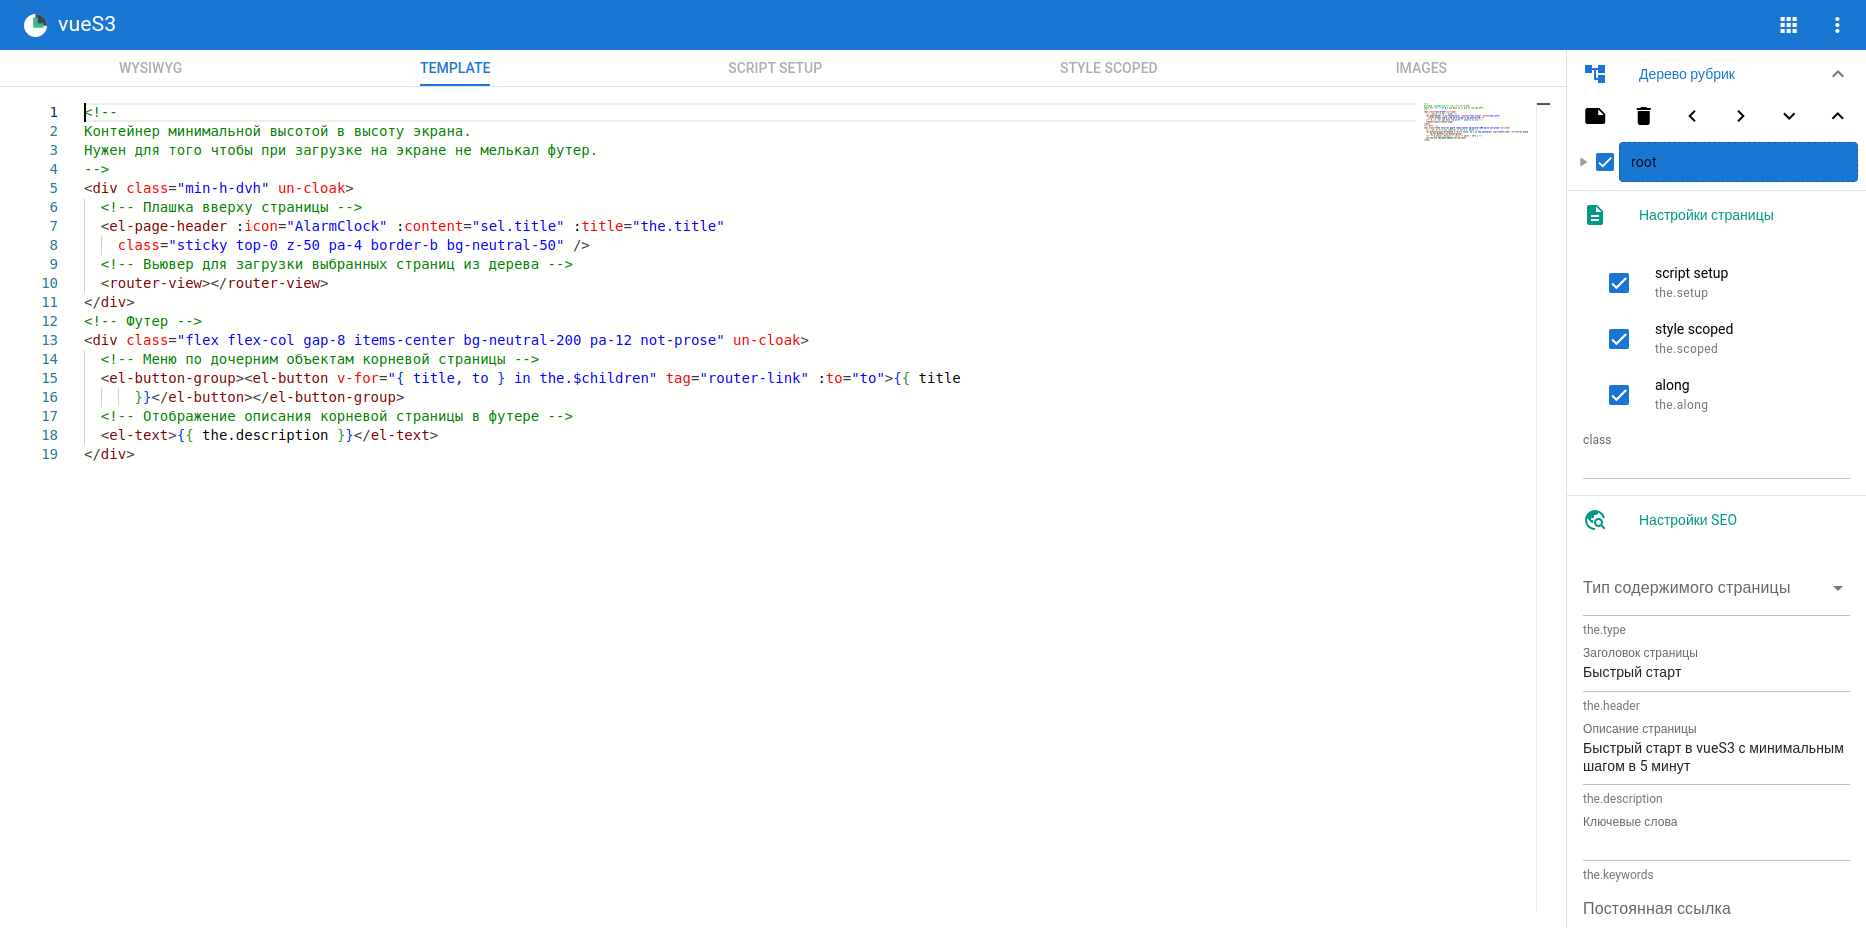 vueS3
WYSIWYG
TEMPLATE
SCRIPT SETUP
STYLE SCOPED
IMAGES
1 <!--
2 Контейнер минимальной высотой в высоту экрана.
3 Нужен для того чтобы при загрузке на экране не мелькал футер.
4 -->
5 <div class="min-h-dvh" un-cloak>
6   <!-- Плашка вверху страницы -->
7   <el-page-header :icon="AlarmClock" :content="sel.title" :title="the.title"
8     class="sticky top-0 z-50 pa-4 border-b bg-neutral-50" />
9   <!-- Вьювер для загрузки выбранных страниц из дерева -->
10   <router-view></router-view>
11 </div>
12 <!-- Футер -->
13 <div class="flex flex-col gap-8 items-center bg-neutral-200 pa-12 not-prose" un-cloak>
14   <!-- Меню по дочерним объектам корневой страницы -->
15   <el-button-group><el-button v-for="{ title, to } in the.$children" tag="router-link" :to="to">{{ title
16       }}</el-button></el-button-group>
17   <!-- Отображение описания корневой страницы в футере -->
18   <el-text>{{ the.description }}</el-text>
19 </div>
Дерево рубрик
root
Настройки страницы
script setup
the.setup
style scoped
the.scoped
along
the.along
class
Настройки SEO
Тип содержимого страницы
the.type
Заголовок страницы
Быстрый старт
the.header
Описание страницы
Быстрый старт в vueS3 с минимальным
шагом в 5 минут
the.description
Ключевые слова
the.keywords
Постоянная ссылка